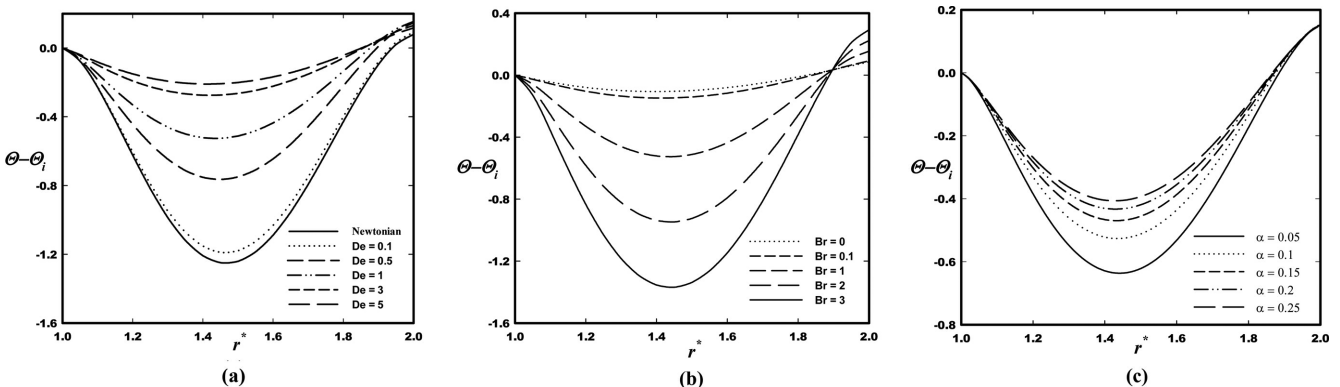 0.0
-0.4
-0.8
-1.2
-1.6
Θ–Θi
1.0 1.2 1.4 1.6 1.8 2.0
r*
Newtonian
De = 0.1
De = 0.5
De = 1
De = 3
De = 5
(a)
0.4
0.0
-0.4
-0.8
-1.2
-1.6
Θ–Θi
1.0 1.2 1.4 1.6 1.8 2.0
r*
Br = 0
Br = 0.1
Br = 1
Br = 2
Br = 3
(b)
0.2
0.0
-0.2
-0.4
-0.6
-0.8
Θ–Θi
1.0 1.2 1.4 1.6 1.8 2.0
r*
α = 0.05
α = 0.1
α = 0.15
α = 0.2
α = 0.25
(c)